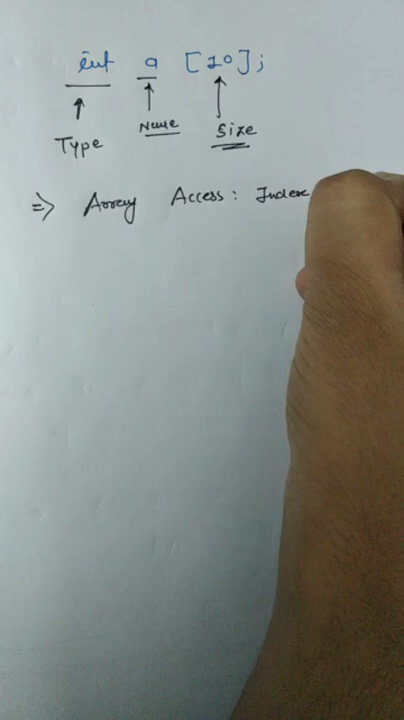 int a [10];
Type Name Size
=> Array Access: Index